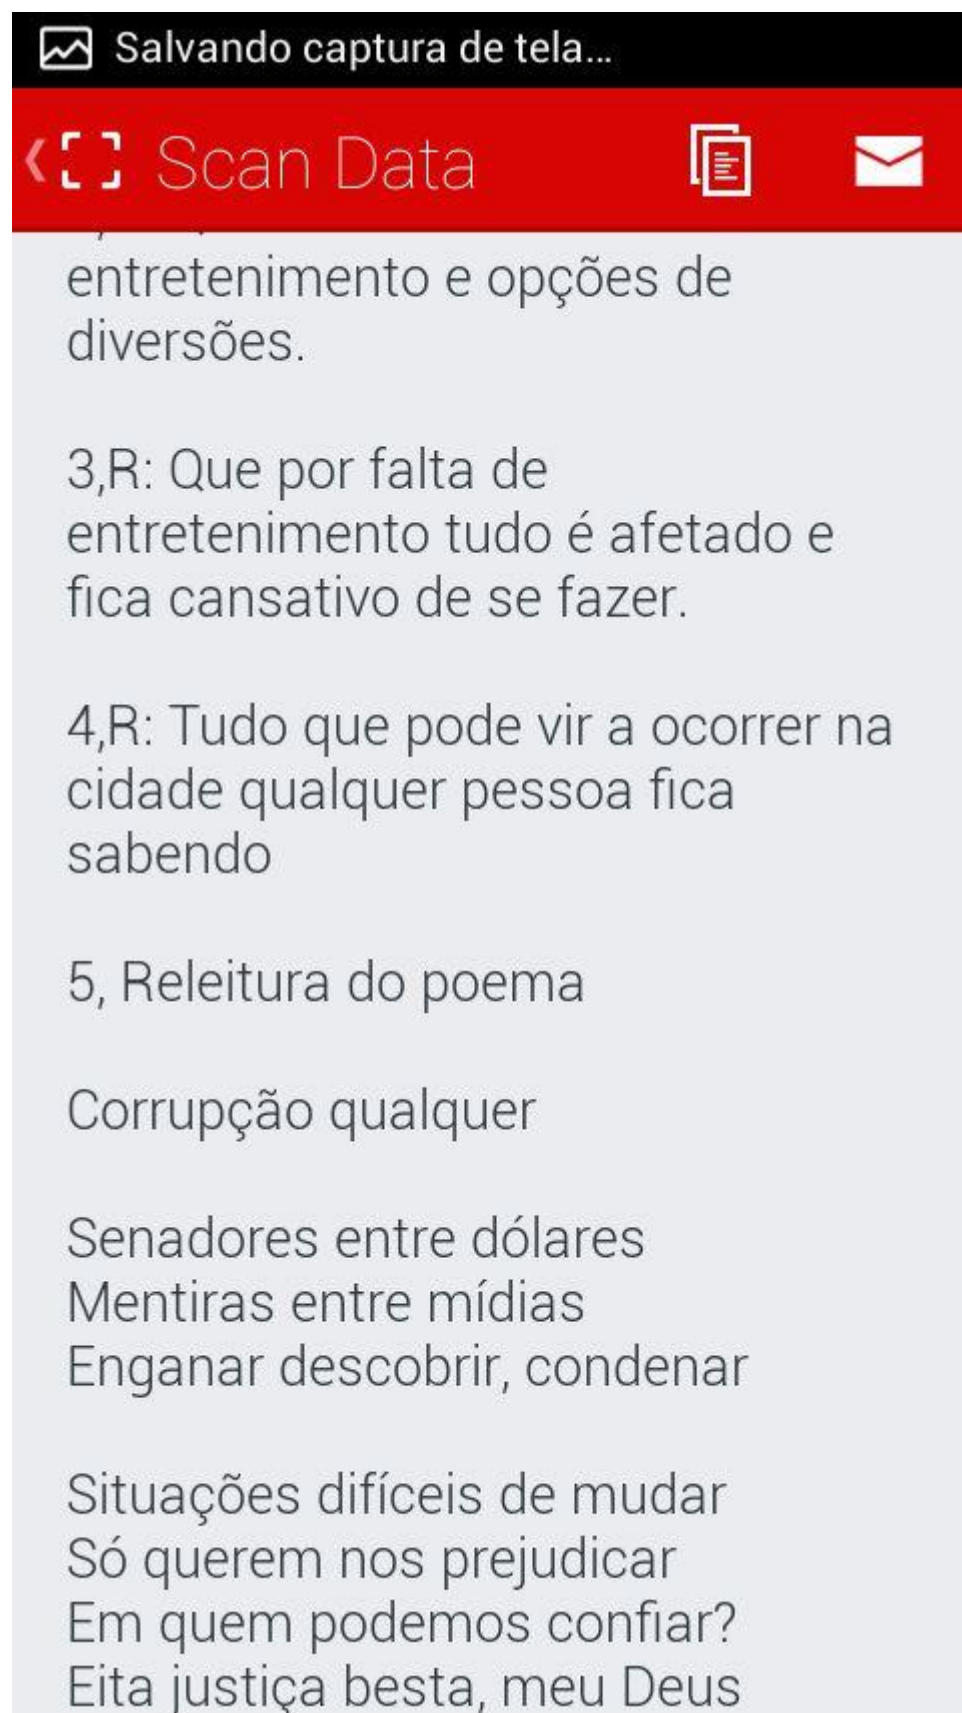 Salvando captura de tela...
Scan Data
entretenimento e opções de
diversões.
3,R: Que por falta de
entretenimento tudo é afetado e
fica cansativo de se fazer.
4,R: Tudo que pode vir a ocorrer na
cidade qualquer pessoa fica
sabendo
5, Releitura do poema
Corrupção qualquer
Senadores entre dólares
Mentiras entre mídias
Enganar descobrir, condenar
Situações difíceis de mudar
Só querem nos prejudicar
Em quem podemos confiar?
Eita justiça besta, meu Deus